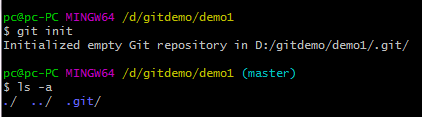 pc@pc-PC MINGW64 /d/gitdemo/demo1
$ git init
Initialized empty Git repository in D:/gitdemo/demo1/.git/
pc@pc-PC MINGW64 /d/gitdemo/demo1 (master)
$ ls -a
./  ../  .git/